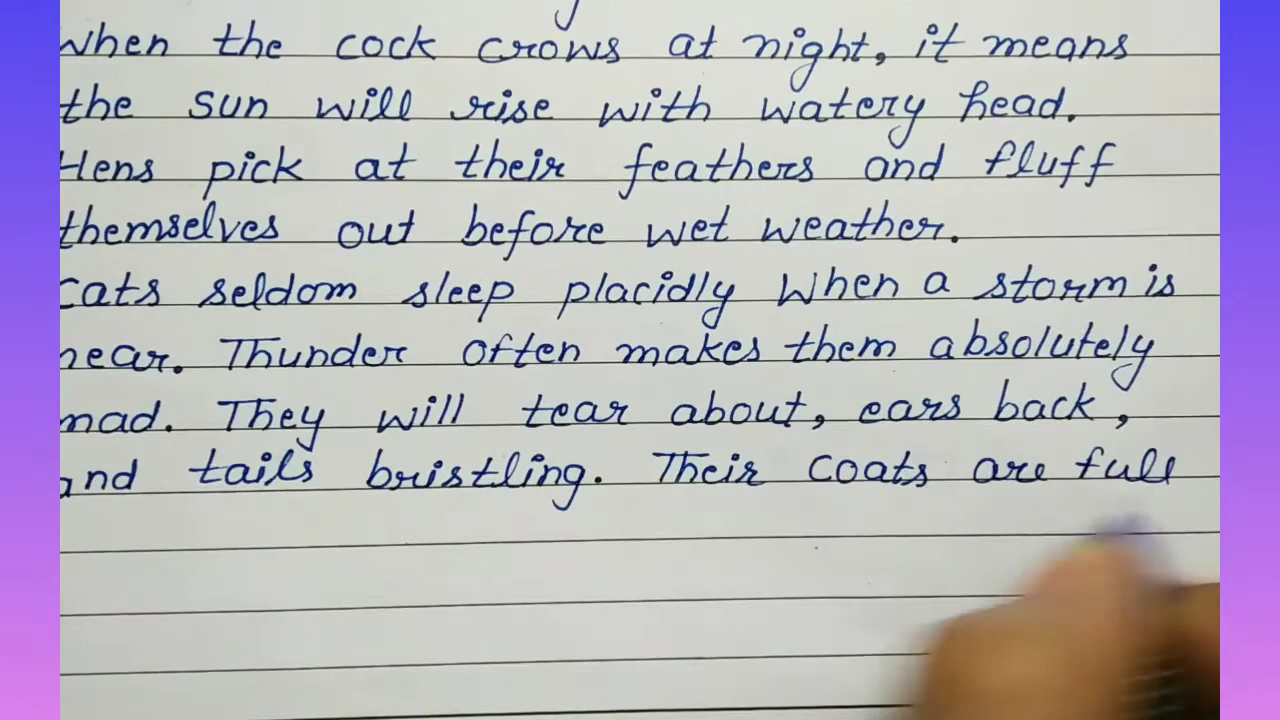 When the cock crows at night, it means
the sun will rise with watery head.
Hens pick at their feathers and fluff
themselves out before wet weather.
Cats seldom sleep placidly when a storm is
near. Thunder often makes them absolutely
mad. They will tear about, ears back,
and tails bristling. Their coats are full